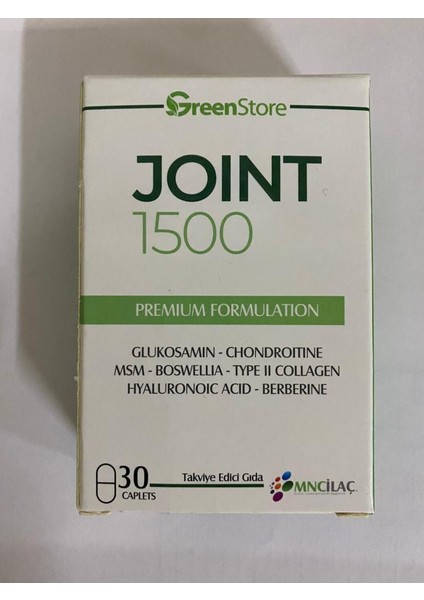 GreenStore
JOINT
1500
PREMIUM FORMULATION
GLUKOSAMIN - CHONDROITINE
MSM - BOSWELLIA - TYPE II COLLAGEN
HYALURONOIC ACID - BERBERINE
30
CAPLETS
Takviye Edici Gıda
MNCİLAÇ